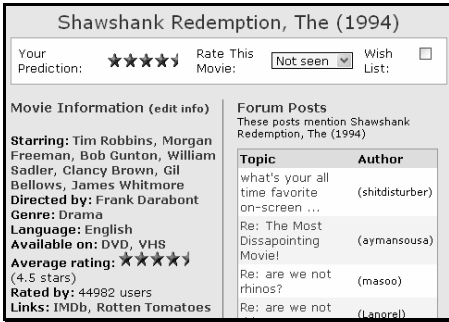 Shawshank Redemption, The (1994)
Your Prediction:
Rate This Movie:
Not seen
Wish List:
Movie Information (edit info)
Starring: Tim Robbins, Morgan
Freeman, Bob Gunton, William
Sadler, Clancy Brown, Gil
Bellows, James Whitmore
Directed by: Frank Darabont
Genre: Drama
Language: English
Available on: DVD, VHS
Average rating:
(4.5 stars)
Rated by: 44982 users
Links: IMDb, Rotten Tomatoes
Forum Posts
These posts mention Shawshank
Redemption, The (1994)
Topic Author
what's your all
time favorite
on-screen ...
(shitdisturber)
Re: The Most
Dissapointing
Movie!
(aymansousa)
Re: are we not
rhinos?
(masoo)
Re: are we not
(Lanorel)